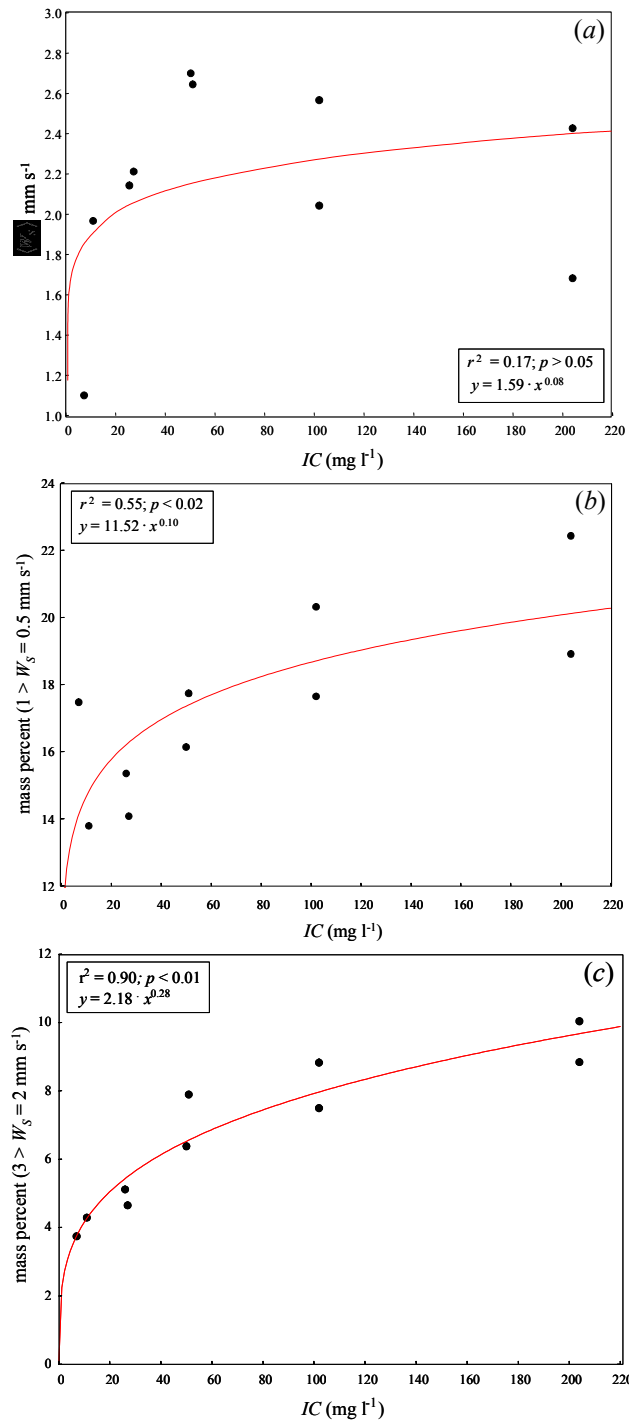 (a)
3.0
2.8
2.6
2.4
2.2
2.0
1.8
1.6
1.4
1.2
1.0
⟨W_S⟩ mm s⁻¹
r² = 0.17; p > 0.05
y = 1.59 · x^0.08
0 20 40 60 80 100 120 140 160 180 200 220
IC (mg l⁻¹)
(b)
24
22
20
18
16
14
12
mass percent (1 > W_S = 0.5 mm s⁻¹)
r² = 0.55; p < 0.02
y = 11.52 · x^0.10
0 20 40 60 80 100 120 140 160 180 200 220
IC (mg l⁻¹)
(c)
12
10
8
6
4
2
0
mass percent (3 > W_S = 2 mm s⁻¹)
r² = 0.90; p < 0.01
y = 2.18 · x^0.28
0 20 40 60 80 100 120 140 160 180 200 220
IC (mg l⁻¹)